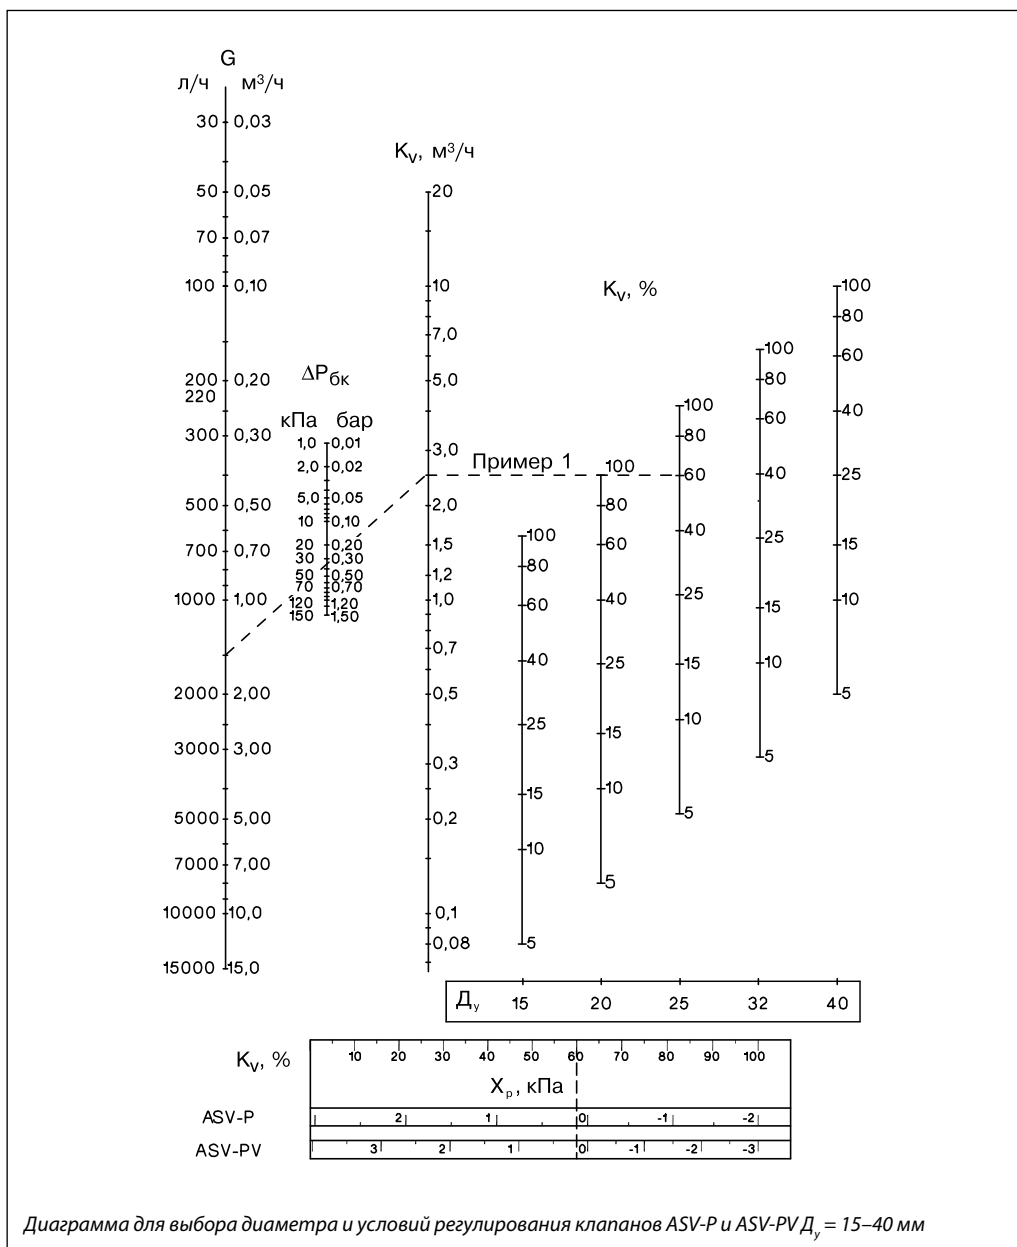 G
л/ч м³/ч
30 0,03
K_v, м³/ч
50 0,05 20
70 0,07
100 0,10 10 K_v, % 100
80
7,0
100 60
200 0,20 ΔP_бк 5,0 80
220
кПа бар 100 60 40
300 0,30 1,0 0,01 80
3,0
2,0 0,02 Пример 1 100 60 40 25
5,0 0,05
500 0,50 2,0 80
10 0,10 40
100 25 15
20 0,20 1,5 60
700 0,70 30 0,30 80
50 0,50 1,2
70 0,70 25
1000 1,00 120 1,20 1,0 60 40 15 10
150 1,50
0,7 40 25 15 10
2000 2,00 0,5 5
25 10
15
3000 3,00 0,3 5
15 10
5000 5,00 0,2 5
10
7000 7,00 5
10000 10,0 0,1
0,08 5
15000 15,0
Д_у 15 20 25 32 40
K_v, % 10 20 30 40 50 60 70 80 90 100
X_p, кПа
ASV-P 2 1 0 -1 -2
ASV-PV 3 2 1 0 -1 -2 -3
Диаграмма для выбора диаметра и условий регулирования клапанов ASV-P и ASV-PV Д_у = 15–40 мм